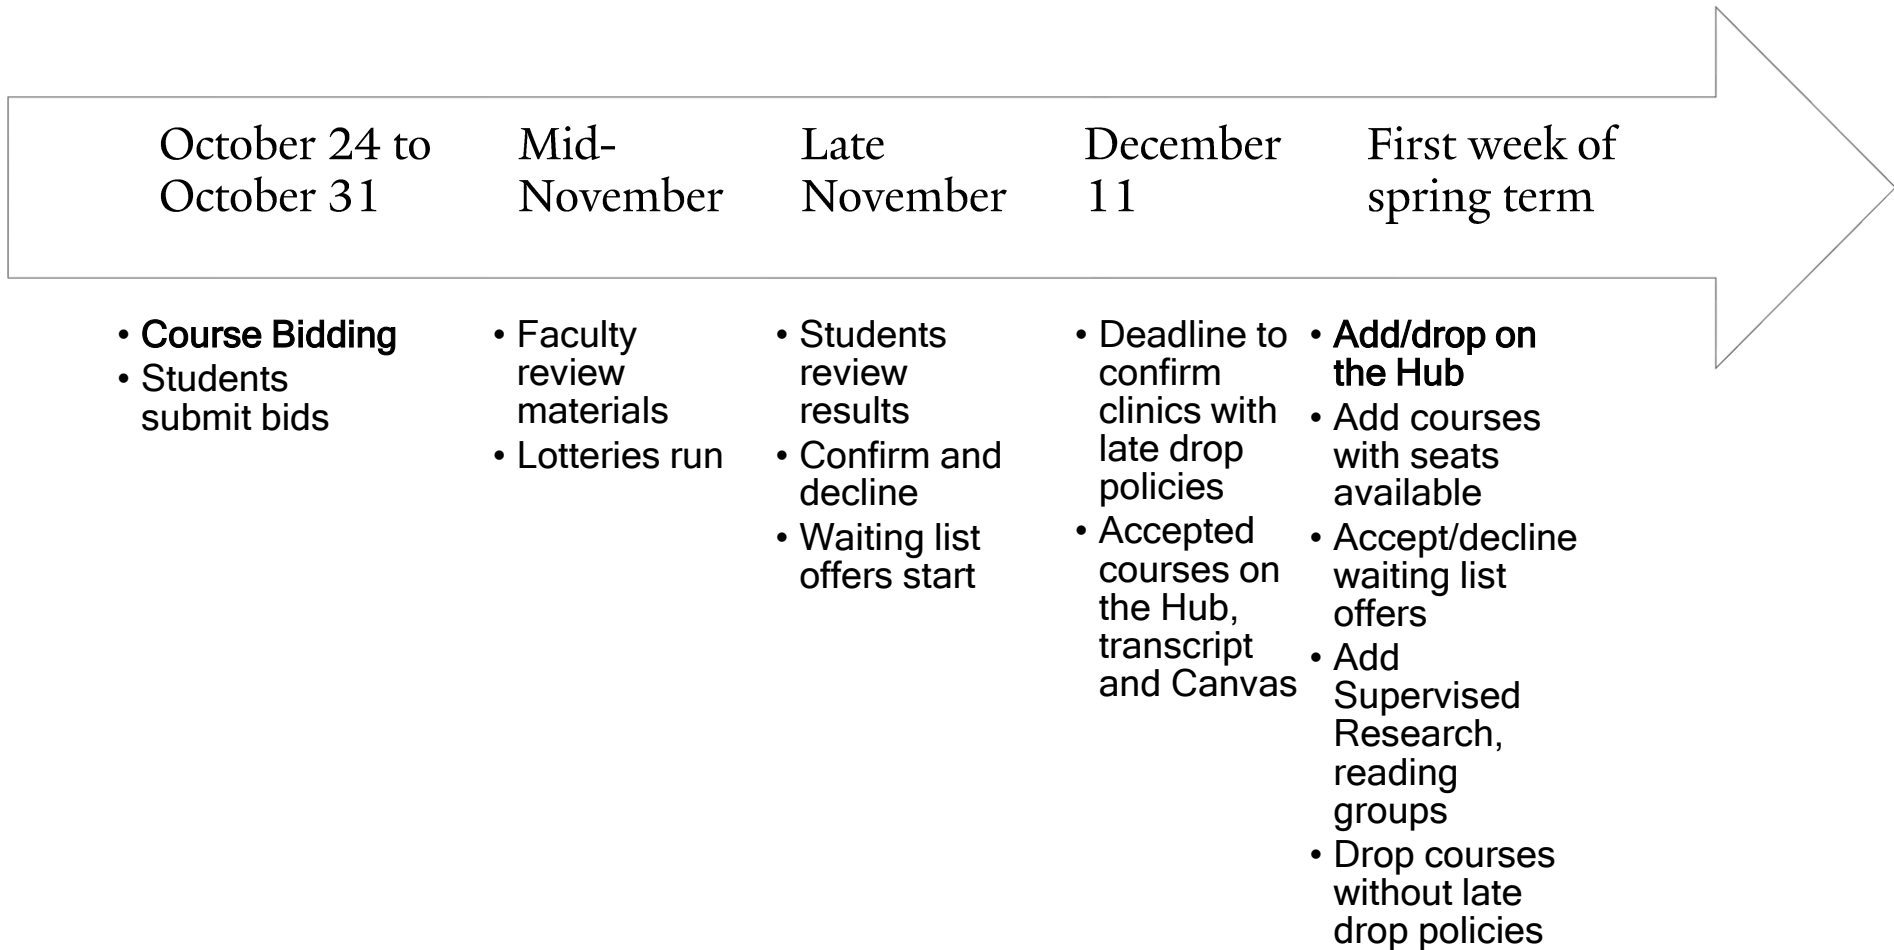 October 24 to
October 31
Mid-
November
Late
November
December
11
First week of
spring term
• Course Bidding
• Students
submit bids
• Faculty
review
materials
• Lotteries run
• Students
review
results
• Confirm and
decline
• Waiting list
offers start
• Deadline to
confirm
clinics with
late drop
policies
• Accepted
courses on
the Hub,
transcript
and Canvas
• Add/drop on
the Hub
• Add courses
with seats
available
• Accept/decline
waiting list
offers
• Add
Supervised
Research,
reading
groups
• Drop courses
without late
drop policies